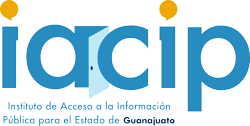 iacip
Instituto de Acceso a la Información
Pública para el Estado de Guanajuato